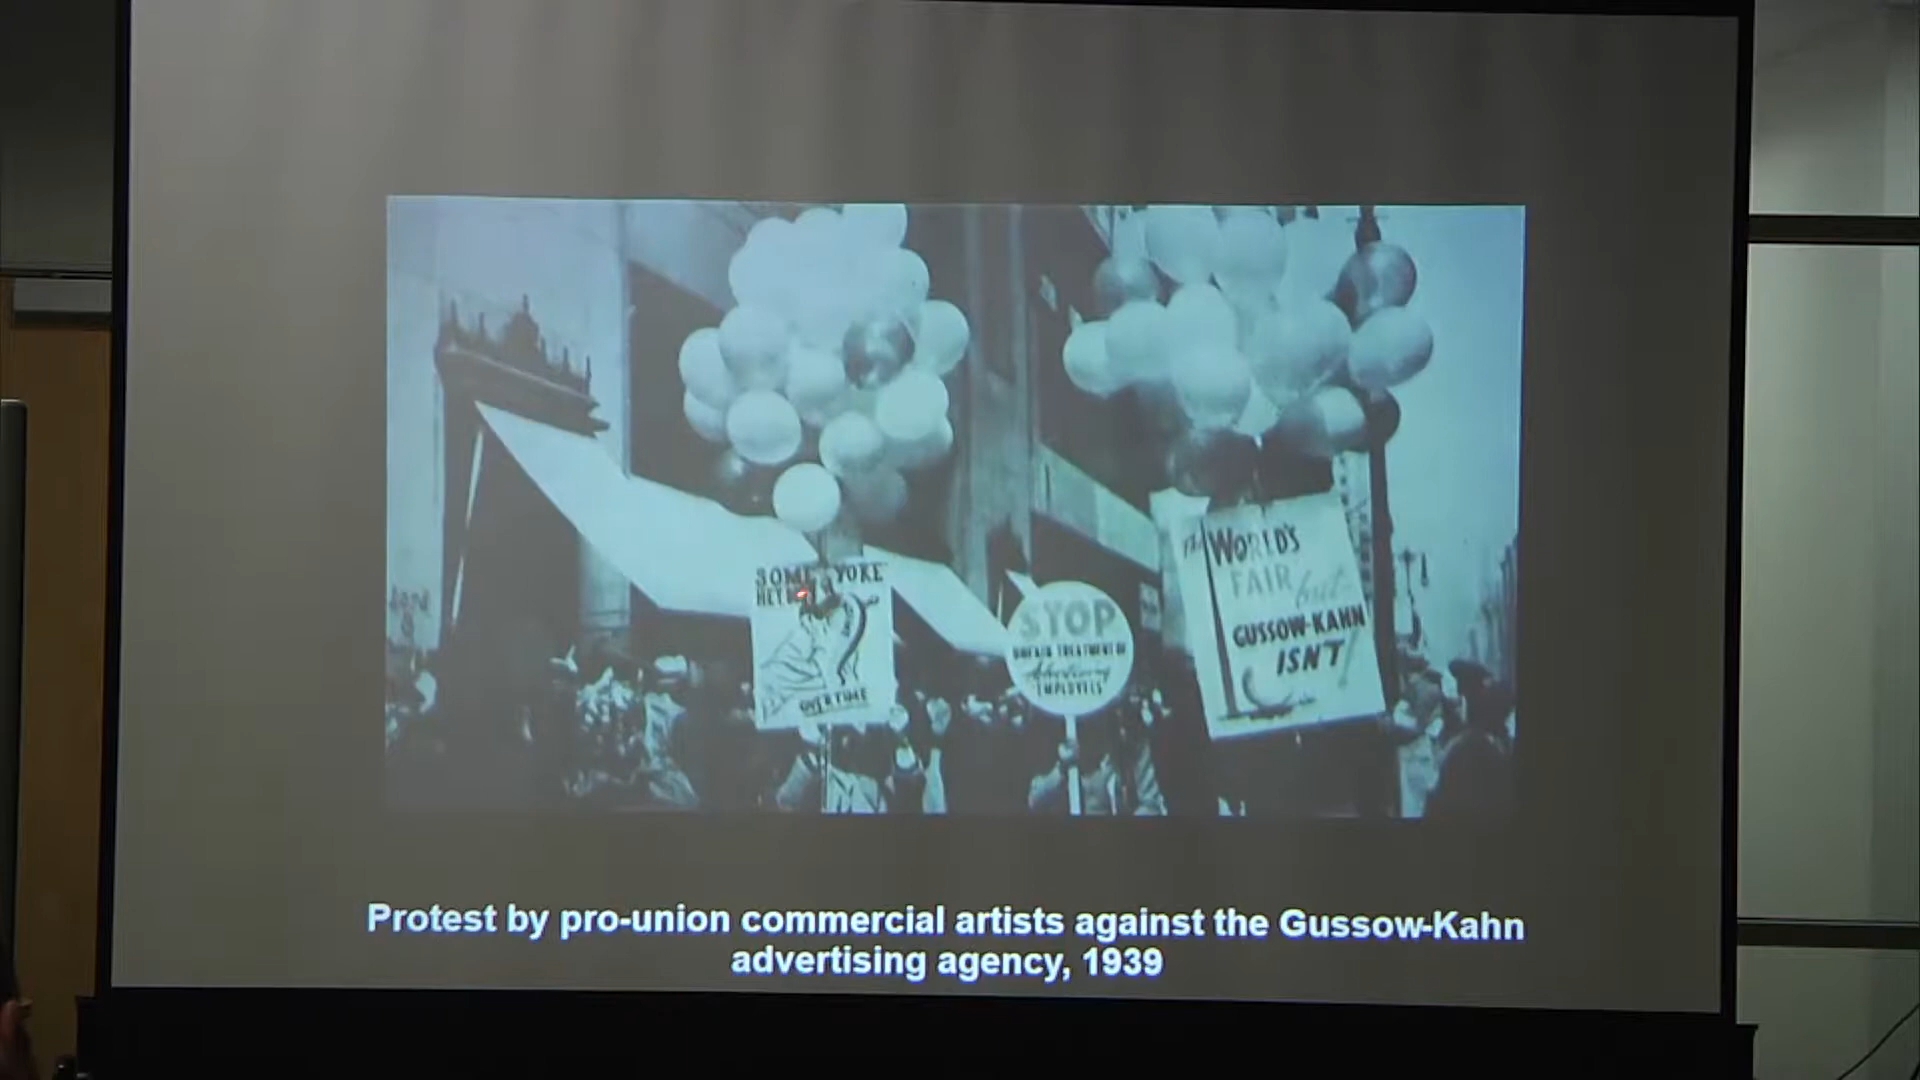 SOME YOKE
OVERTIME
STOP
UNFAIR TREATMENT OF
Advertising
EMPLOYEES
The WORLD'S
FAIR but
GUSSOW-KAHN
ISN'T!
Protest by pro-union commercial artists against the Gussow-Kahn
advertising agency, 1939